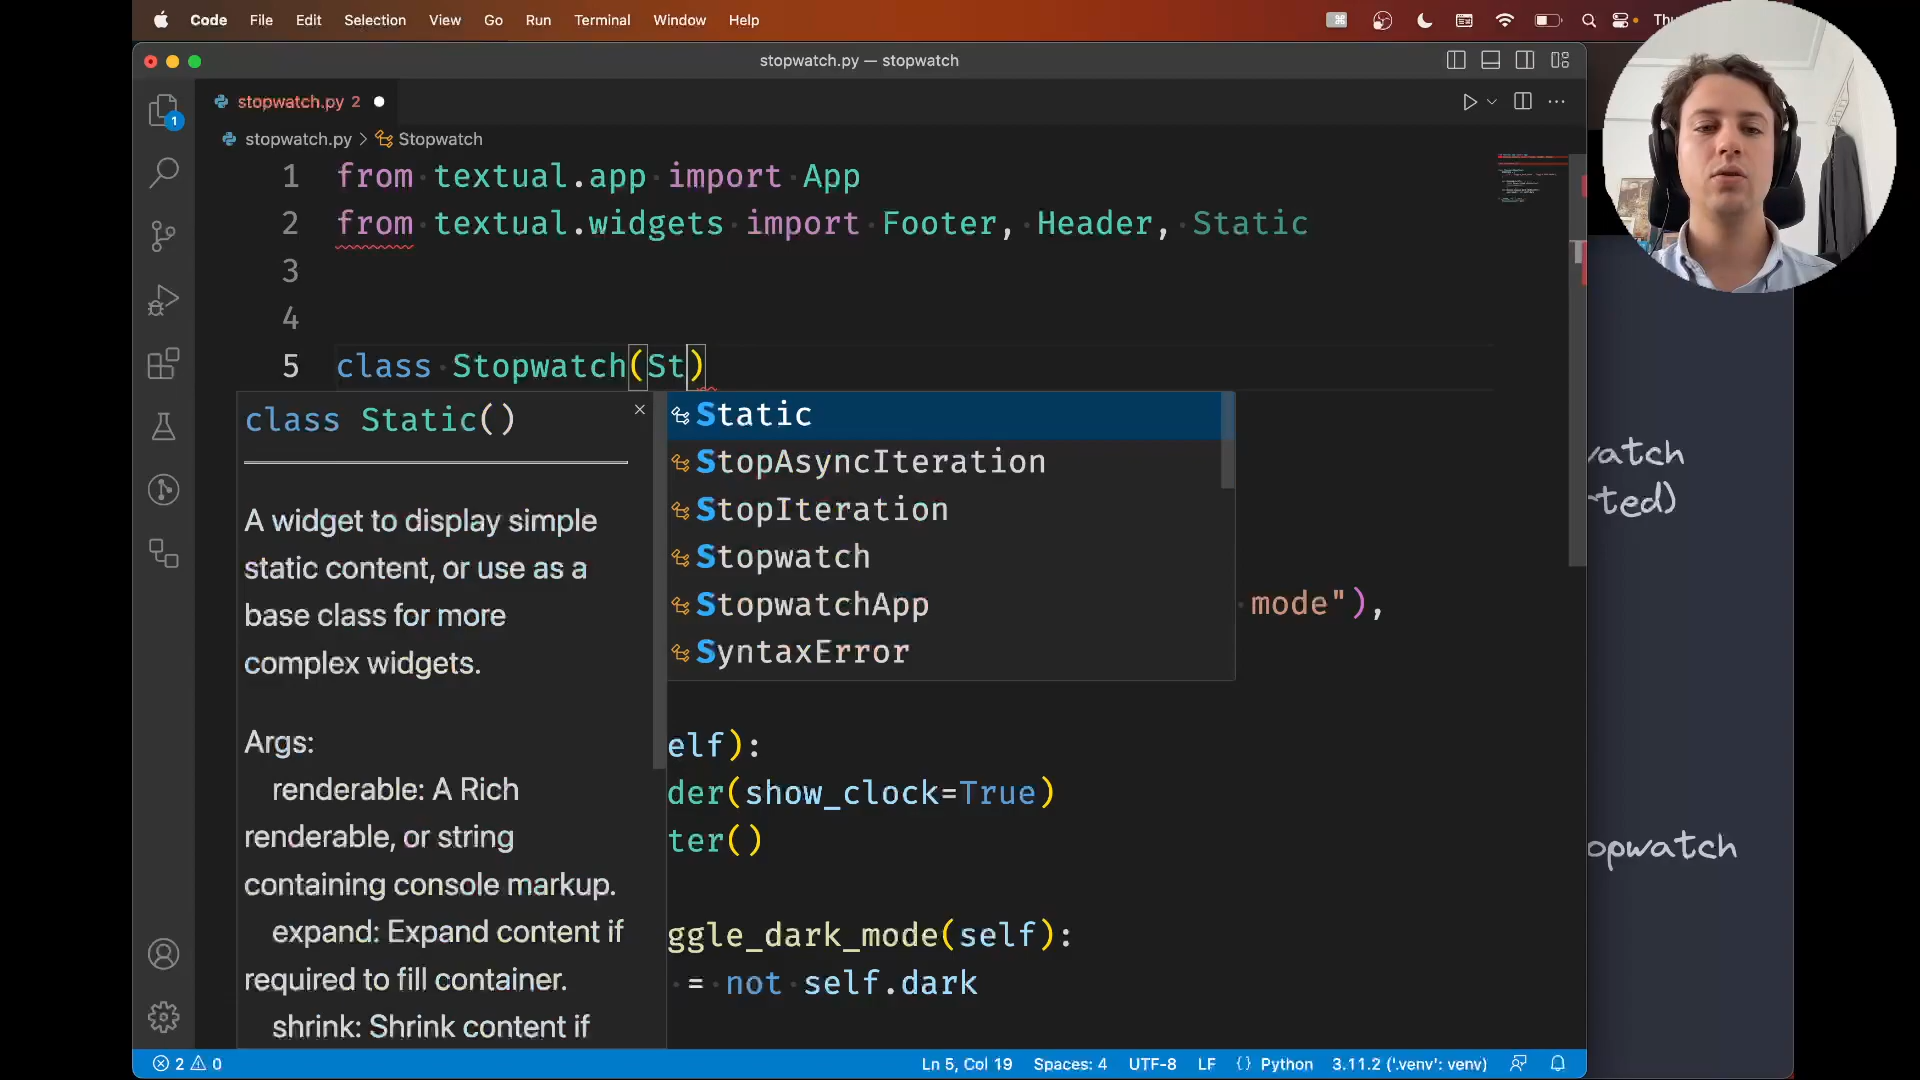 Code File Edit Selection View Go Run Terminal Window Help
stopwatch.py — stopwatch
stopwatch.py 2
1
stopwatch.py > Stopwatch
1 from textual.app import App
2 from textual.widgets import Footer, Header, Static
3
4
5 class Stopwatch(St)
class Static()
A widget to display simple
static content, or use as a
base class for more
complex widgets.
Args:
renderable: A Rich
renderable, or string
containing console markup.
expand: Expand content if
required to fill container.
shrink: Shrink content if
Static
StopAsyncIteration
StopIteration
Stopwatch
StopwatchApp
SyntaxError
mode"),
elf):
der(show_clock=True)
ter()
ggle_dark_mode(self):
= not self.dark
watch
rted)
opwatch
2 0 Ln 5, Col 19 Spaces: 4 UTF-8 LF {} Python 3.11.2 ('.venv': venv)